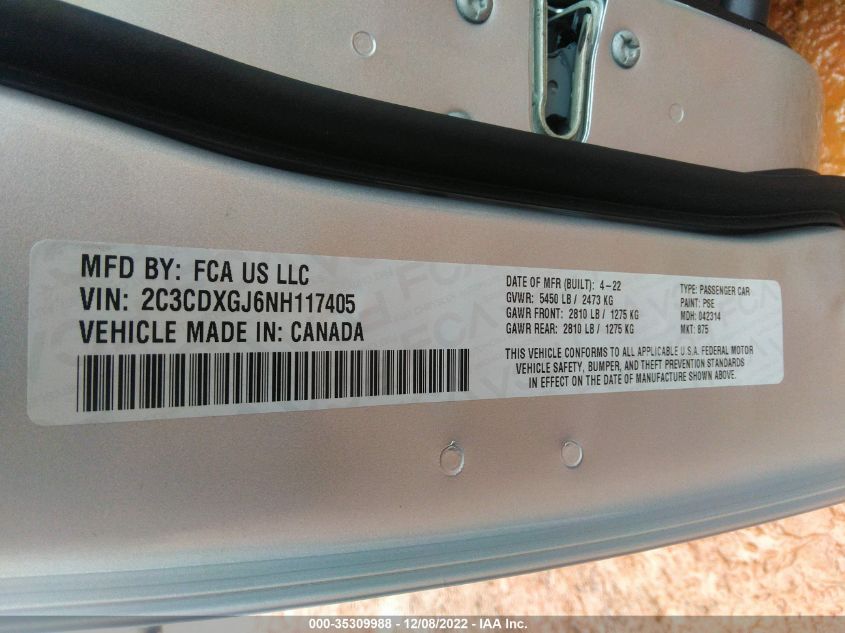 MFD BY: FCA US LLC
VIN: 2C3CDXGJ6NH117405
VEHICLE MADE IN: CANADA
DATE OF MFR (BUILT): 4-22
GVWR: 5450 LB / 2473 KG
GAWR FRONT: 2810 LB / 1275 KG
GAWR REAR: 2810 LB / 1275 KG
TYPE: PASSENGER CAR
PAINT: PSE
MDH: 042314
MKT: 875
THIS VEHICLE CONFORMS TO ALL APPLICABLE U.S.A. FEDERAL MOTOR
VEHICLE SAFETY, BUMPER, AND THEFT PREVENTION STANDARDS
IN EFFECT ON THE DATE OF MANUFACTURE SHOWN ABOVE.
000-35309988 - 12/08/2022 - IAA Inc.